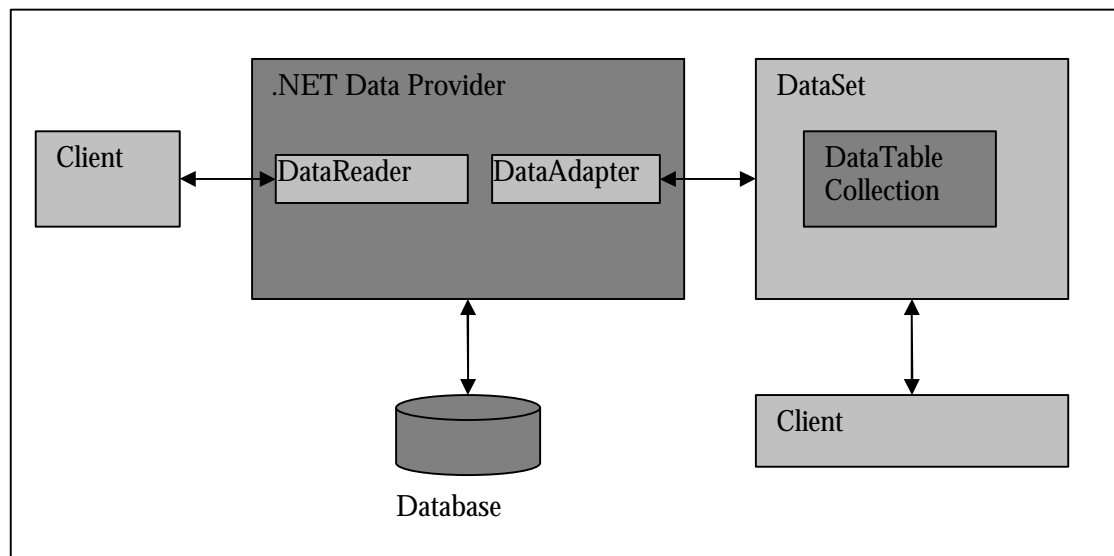 .NET Data Provider
DataSet
Client
DataReader
DataAdapter
DataTable
Collection
Client
Database